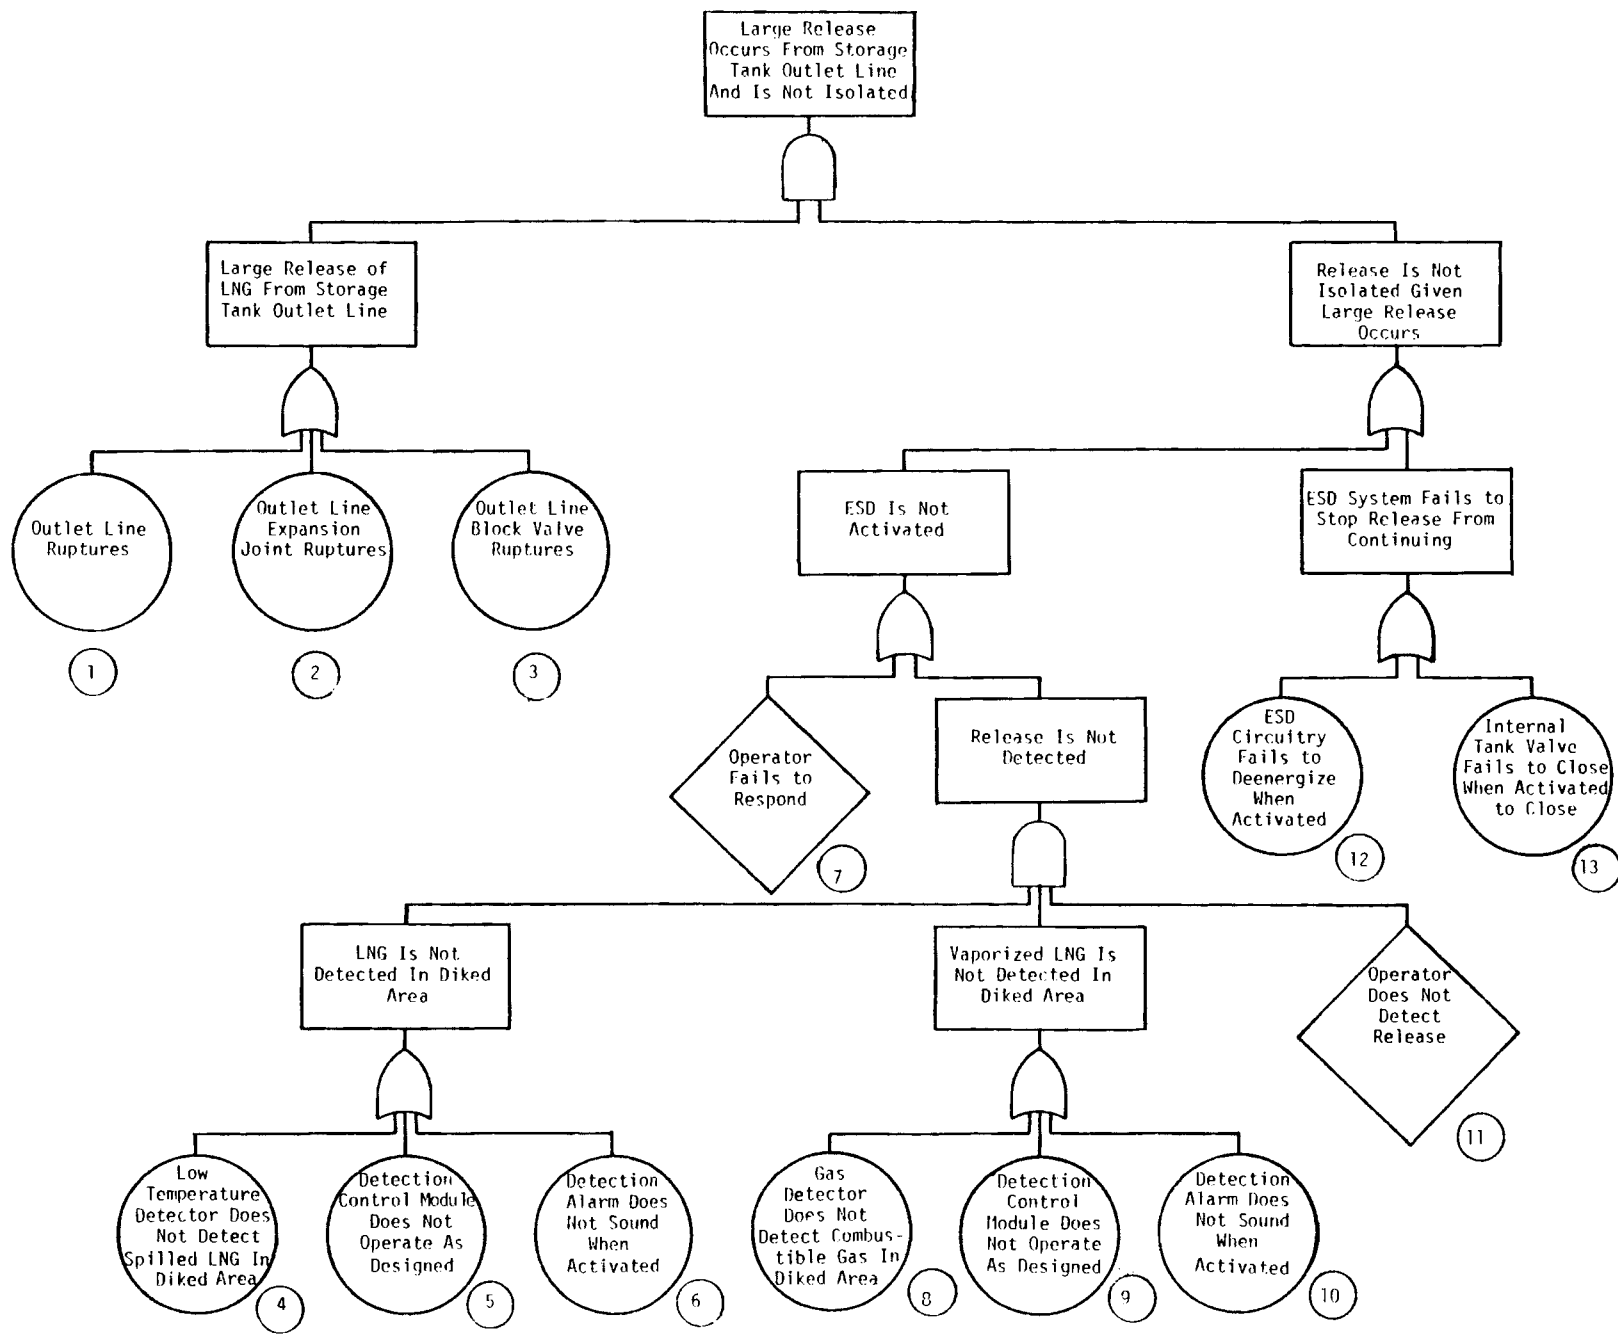 Large Release
Occurs From Storage
Tank Outlet Line
And Is Not Isolated
Large Release of
LNG From Storage
Tank Outlet Line
Release Is Not
Isolated Given
Large Release
Occurs
Outlet Line
Ruptures
1
Outlet Line
Expansion
Joint Ruptures
2
Outlet Line
Block Valve
Ruptures
3
ESD Is Not
Activated
ESD System Fails to
Stop Release From
Continuing
Operator
Fails to
Respond
7
Release Is Not
Detected
ESD
Circuitry
Fails to
Deenergize
When
Activated
12
Internal
Tank Valve
Fails to Close
When Activated
to Close
13
LNG Is Not
Detected In Diked
Area
Vaporized LNG Is
Not Detected In
Diked Area
Operator
Does Not
Detect
Release
11
Low
Temperature
Detector Does
Not Detect
Spilled LNG In
Diked Area
4
Detection
Control Module
Does Not
Operate As
Designed
5
Detection
Alarm Does
Not Sound
When
Activated
6
Gas
Detector
Does Not
Detect Combus-
tible Gas In
Diked Area
8
Detection
Control
Module Does
Not Operate
As Designed
9
Detection
Alarm Does
Not Sound
When
Activated
10